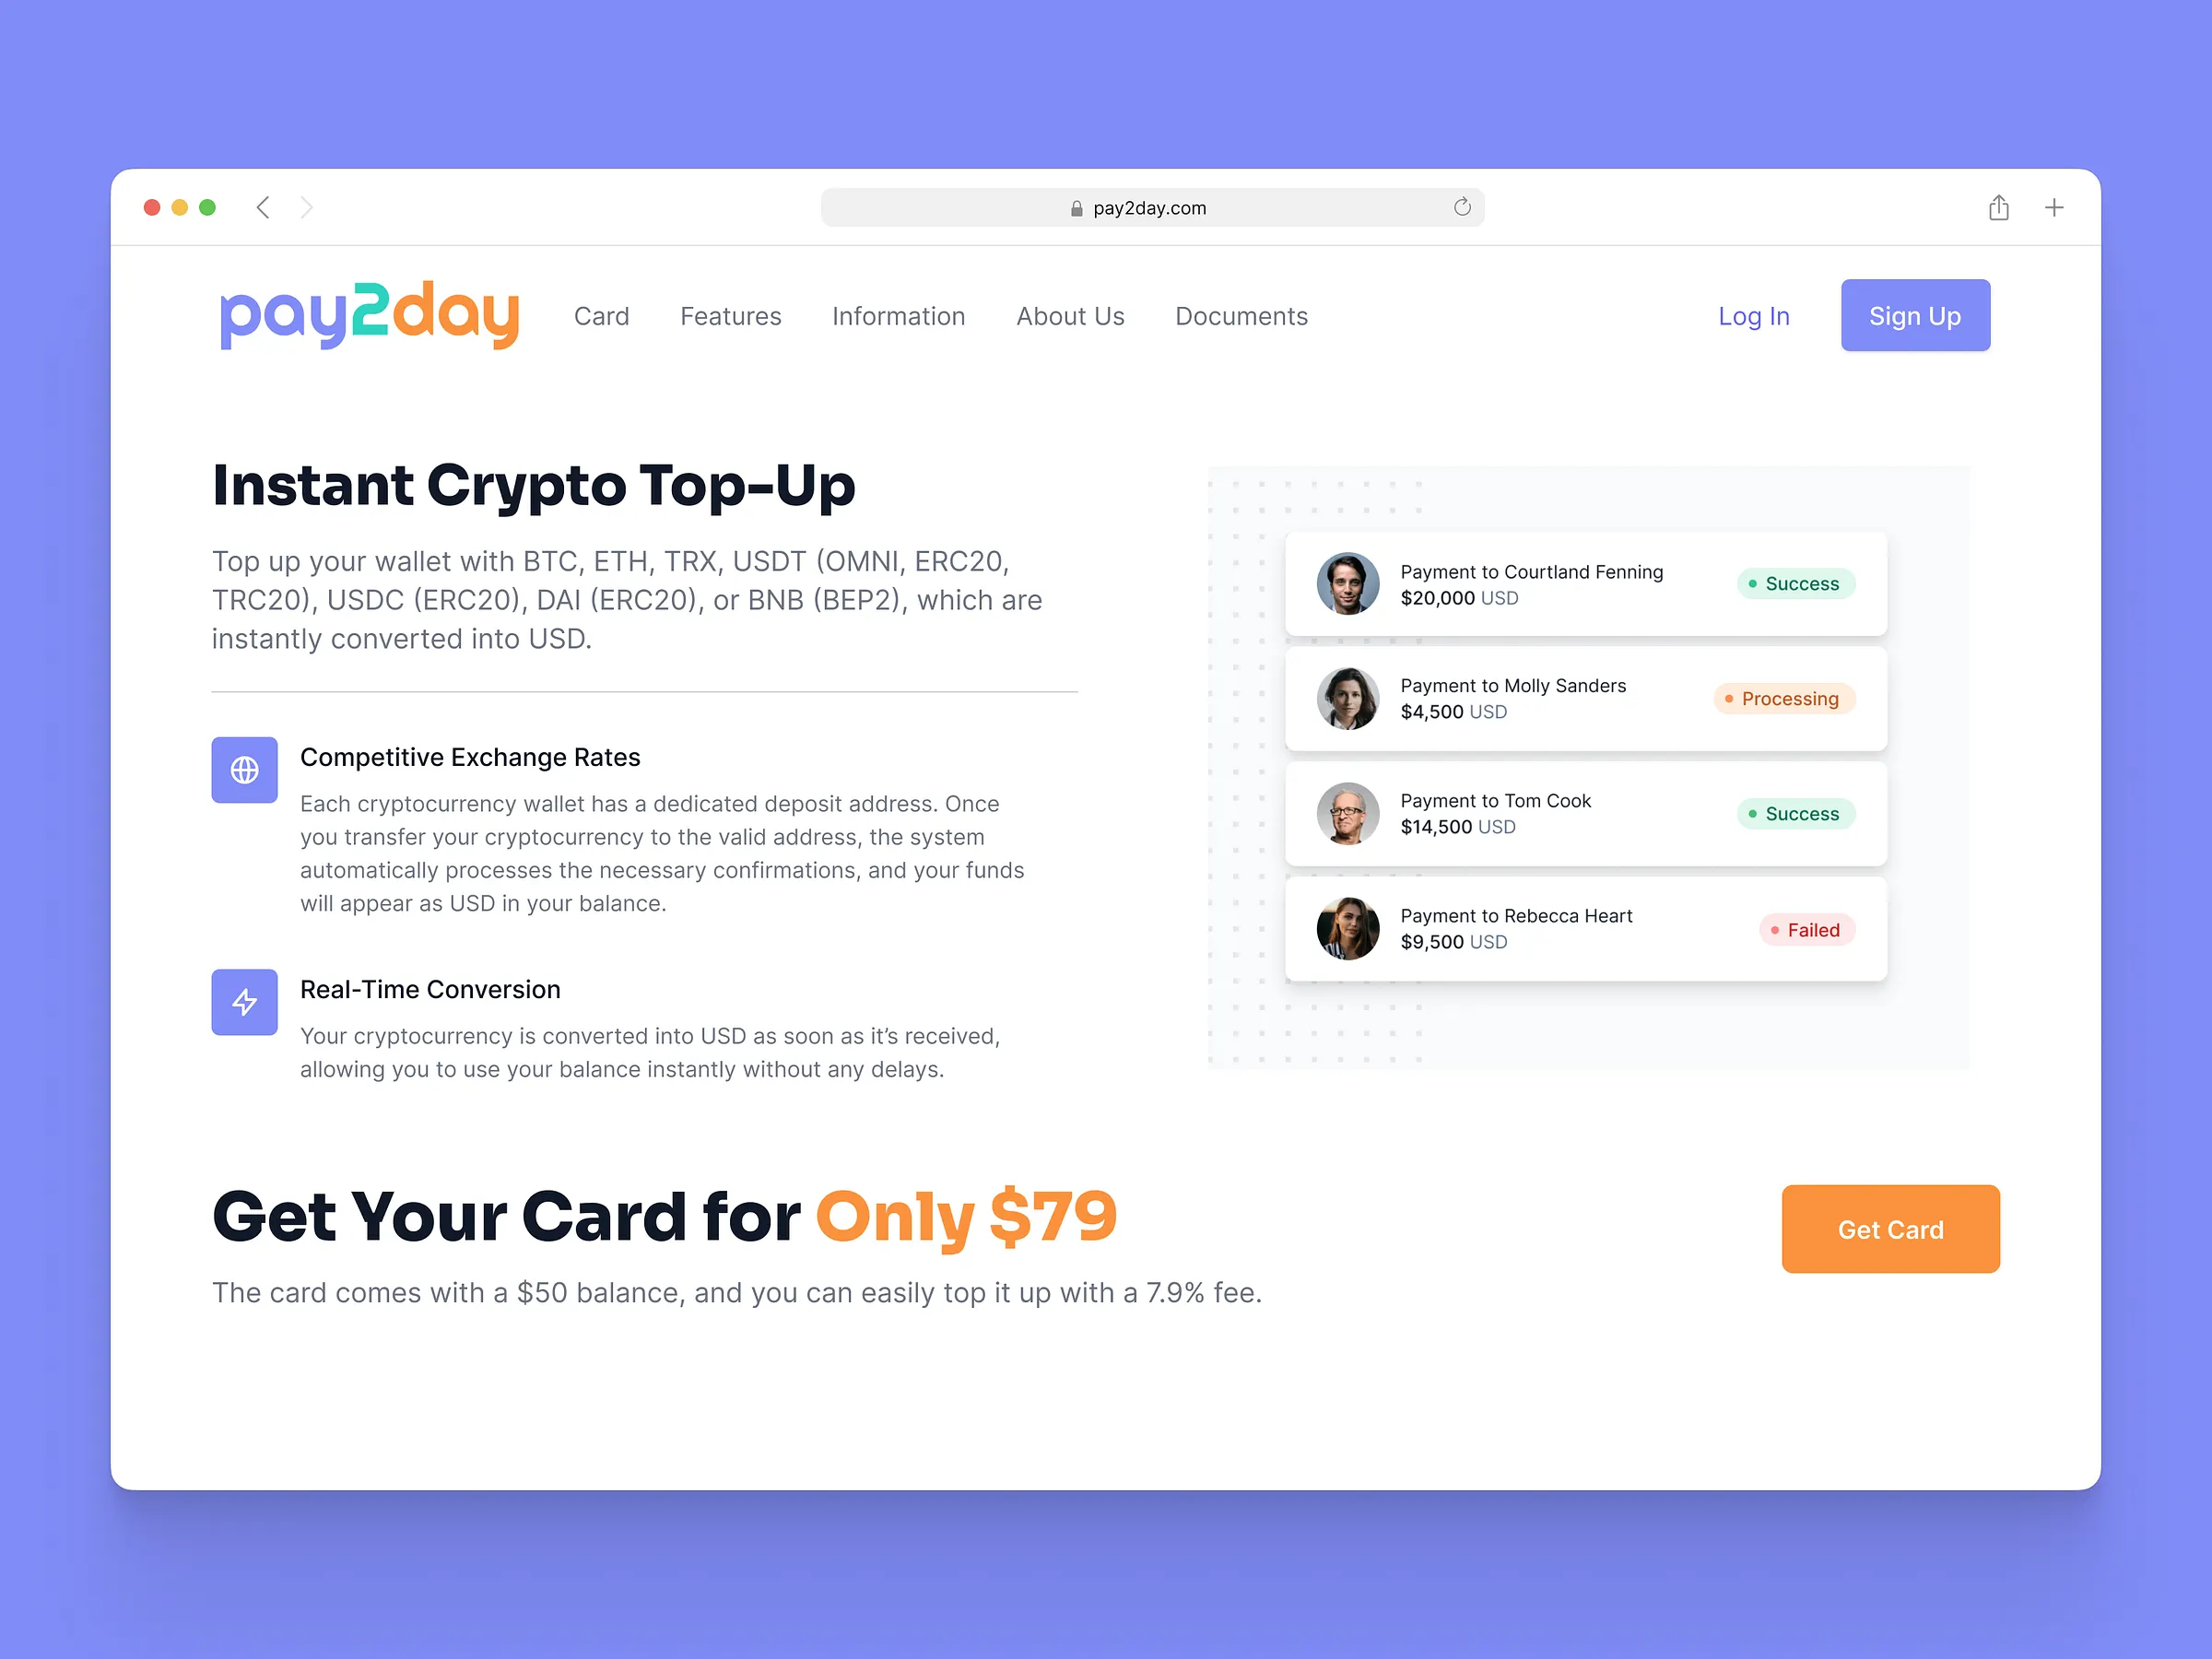 pay2day.com
pay2day
Card
Features
Information
About Us
Documents
Log In
Sign Up
Instant Crypto Top-Up
Top up your wallet with BTC, ETH, TRX, USDT (OMNI, ERC20,
TRC20), USDC (ERC20), DAI (ERC20), or BNB (BEP2), which are
instantly converted into USD.
Competitive Exchange Rates
Each cryptocurrency wallet has a dedicated deposit address. Once
you transfer your cryptocurrency to the valid address, the system
automatically processes the necessary confirmations, and your funds
will appear as USD in your balance.
Real-Time Conversion
Your cryptocurrency is converted into USD as soon as it’s received,
allowing you to use your balance instantly without any delays.
Payment to Courtland Fenning
$20,000 USD
Success
Payment to Molly Sanders
$4,500 USD
Processing
Payment to Tom Cook
$14,500 USD
Success
Payment to Rebecca Heart
$9,500 USD
Failed
Get Your Card for Only $79
The card comes with a $50 balance, and you can easily top it up with a 7.9% fee.
Get Card